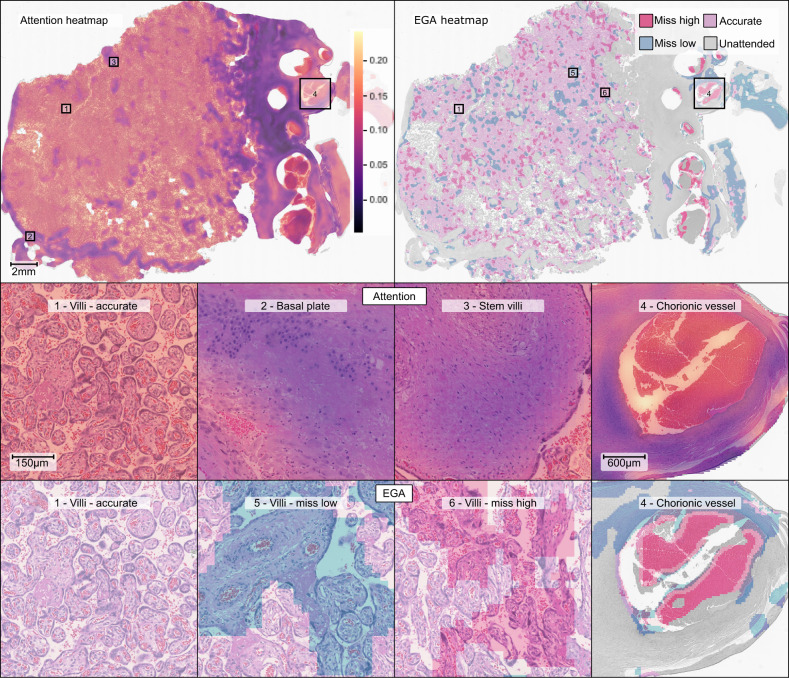 Attention heatmap
EGA heatmap
Miss high
Accurate
Miss low
Unattended
0.20
0.15
0.10
0.05
0.00
3
1
4
2
2mm
5
6
1
4
Attention
1 - Villi - accurate
2 - Basal plate
3 - Stem villi
4 - Chorionic vessel
150µm
600µm
EGA
1 - Villi - accurate
5 - Villi - miss low
6 - Villi - miss high
4 - Chorionic vessel